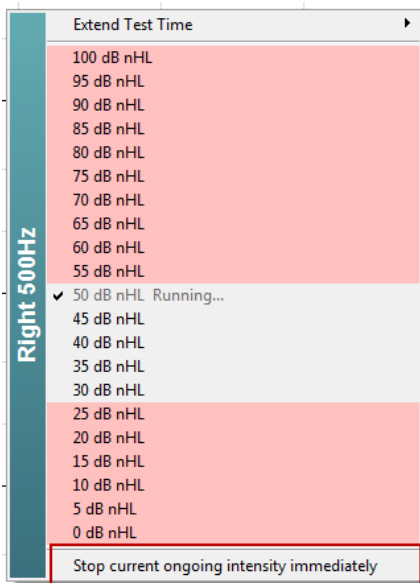 Extend Test Time
100 dB nHL
95 dB nHL
90 dB nHL
85 dB nHL
80 dB nHL
75 dB nHL
70 dB nHL
65 dB nHL
60 dB nHL
55 dB nHL
50 dB nHL  Running...
45 dB nHL
40 dB nHL
35 dB nHL
30 dB nHL
25 dB nHL
20 dB nHL
15 dB nHL
10 dB nHL
5 dB nHL
0 dB nHL
Stop current ongoing intensity immediately
Right 500Hz